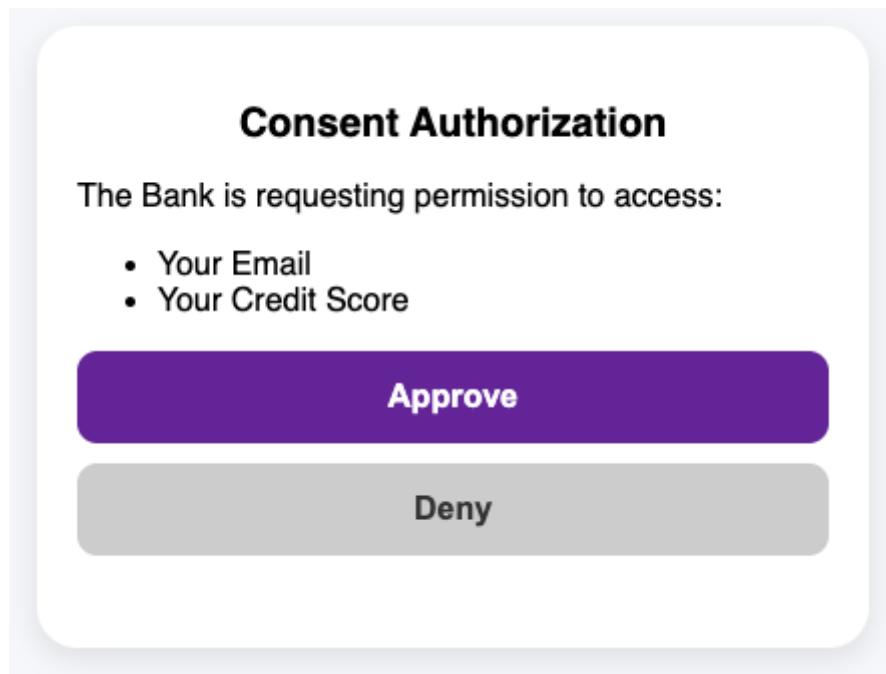 Consent Authorization
The Bank is requesting permission to access:
• Your Email
• Your Credit Score
Approve
Deny